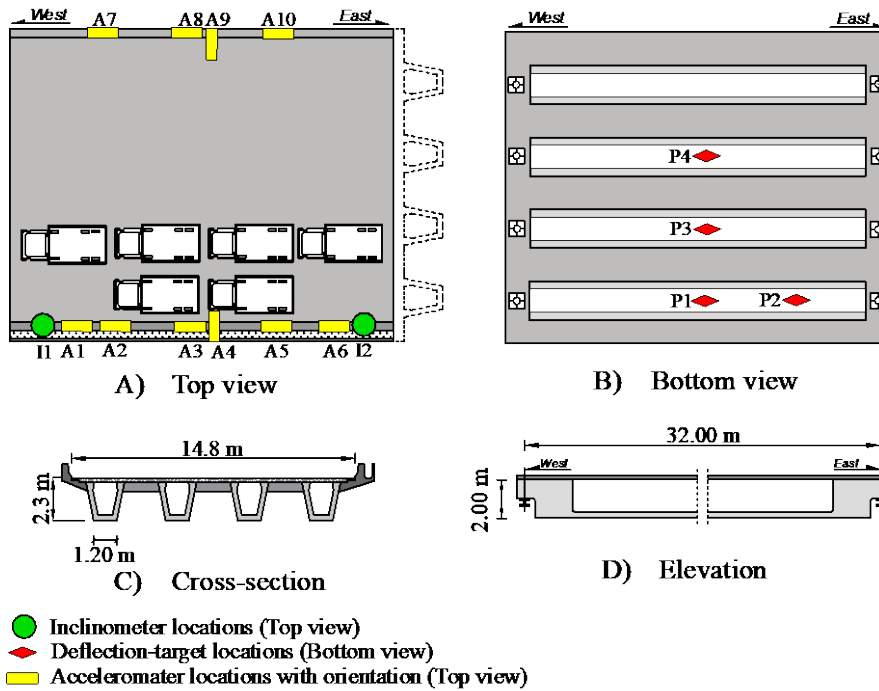 West A7 A8 A9 A10 East
I1 A1 A2 A3 A4 A5 A6 I2
A) Top view
West East
P4
P3
P1 P2
B) Bottom view
14.8 m
2.3 m
1.20 m
C) Cross-section
32.00 m
West East
2.00 m
D) Elevation
Inclinometer locations (Top view)
Deflection-target locations (Bottom view)
Acceleromater locations with orientation (Top view)